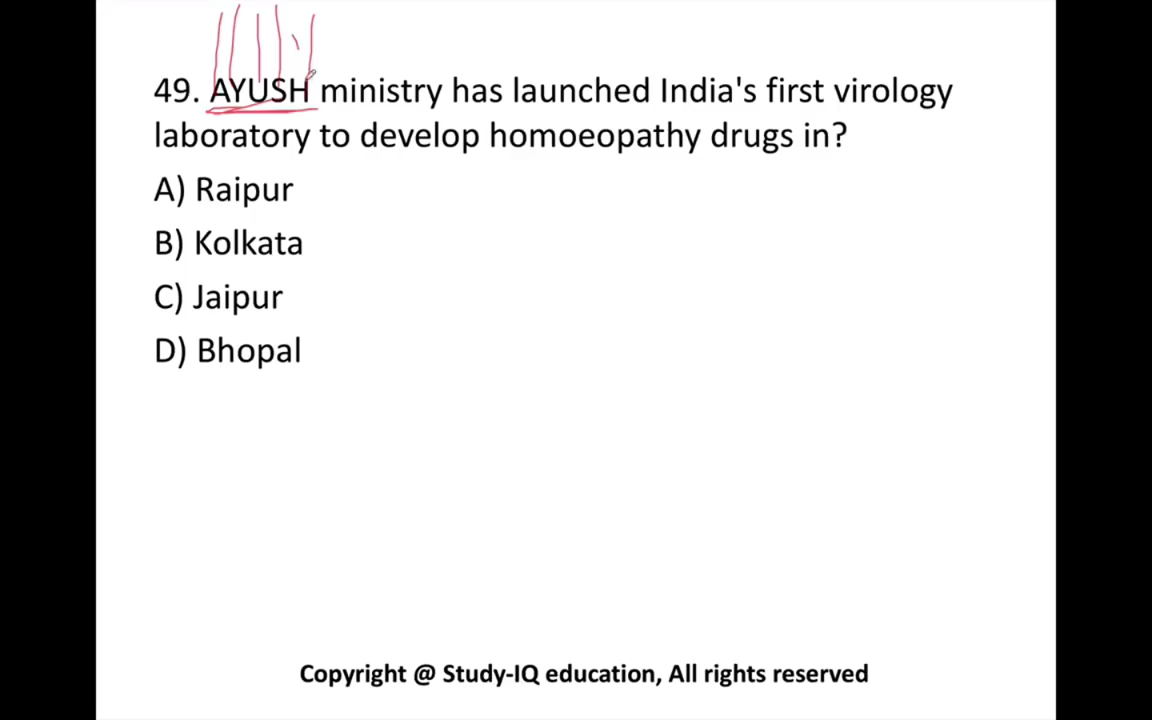 49. AYUSH ministry has launched India's first virology
laboratory to develop homoeopathy drugs in?
A) Raipur
B) Kolkata
C) Jaipur
D) Bhopal
Copyright @ Study-IQ education, All rights reserved